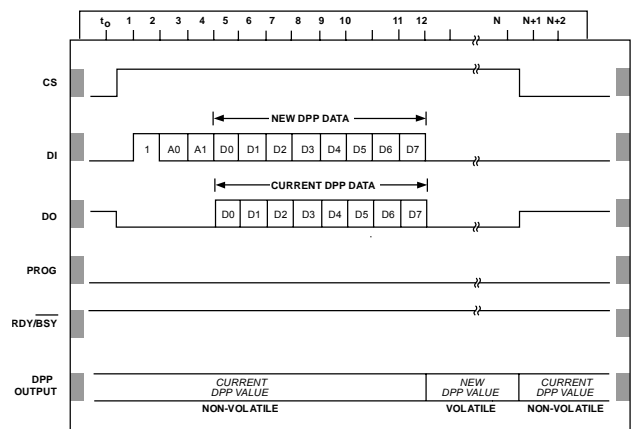 to 1 2 3 4 5 6 7 8 9 10 11 12 N N+1 N+2
CS
NEW DPP DATA
DI 1 A0 A1 D0 D1 D2 D3 D4 D5 D6 D7
CURRENT DPP DATA
DO D0 D1 D2 D3 D4 D5 D6 D7
PROG
RDY/BSY
DPP OUTPUT
CURRENT DPP VALUE
NON-VOLATILE
NEW DPP VALUE
VOLATILE
CURRENT DPP VALUE
NON-VOLATILE